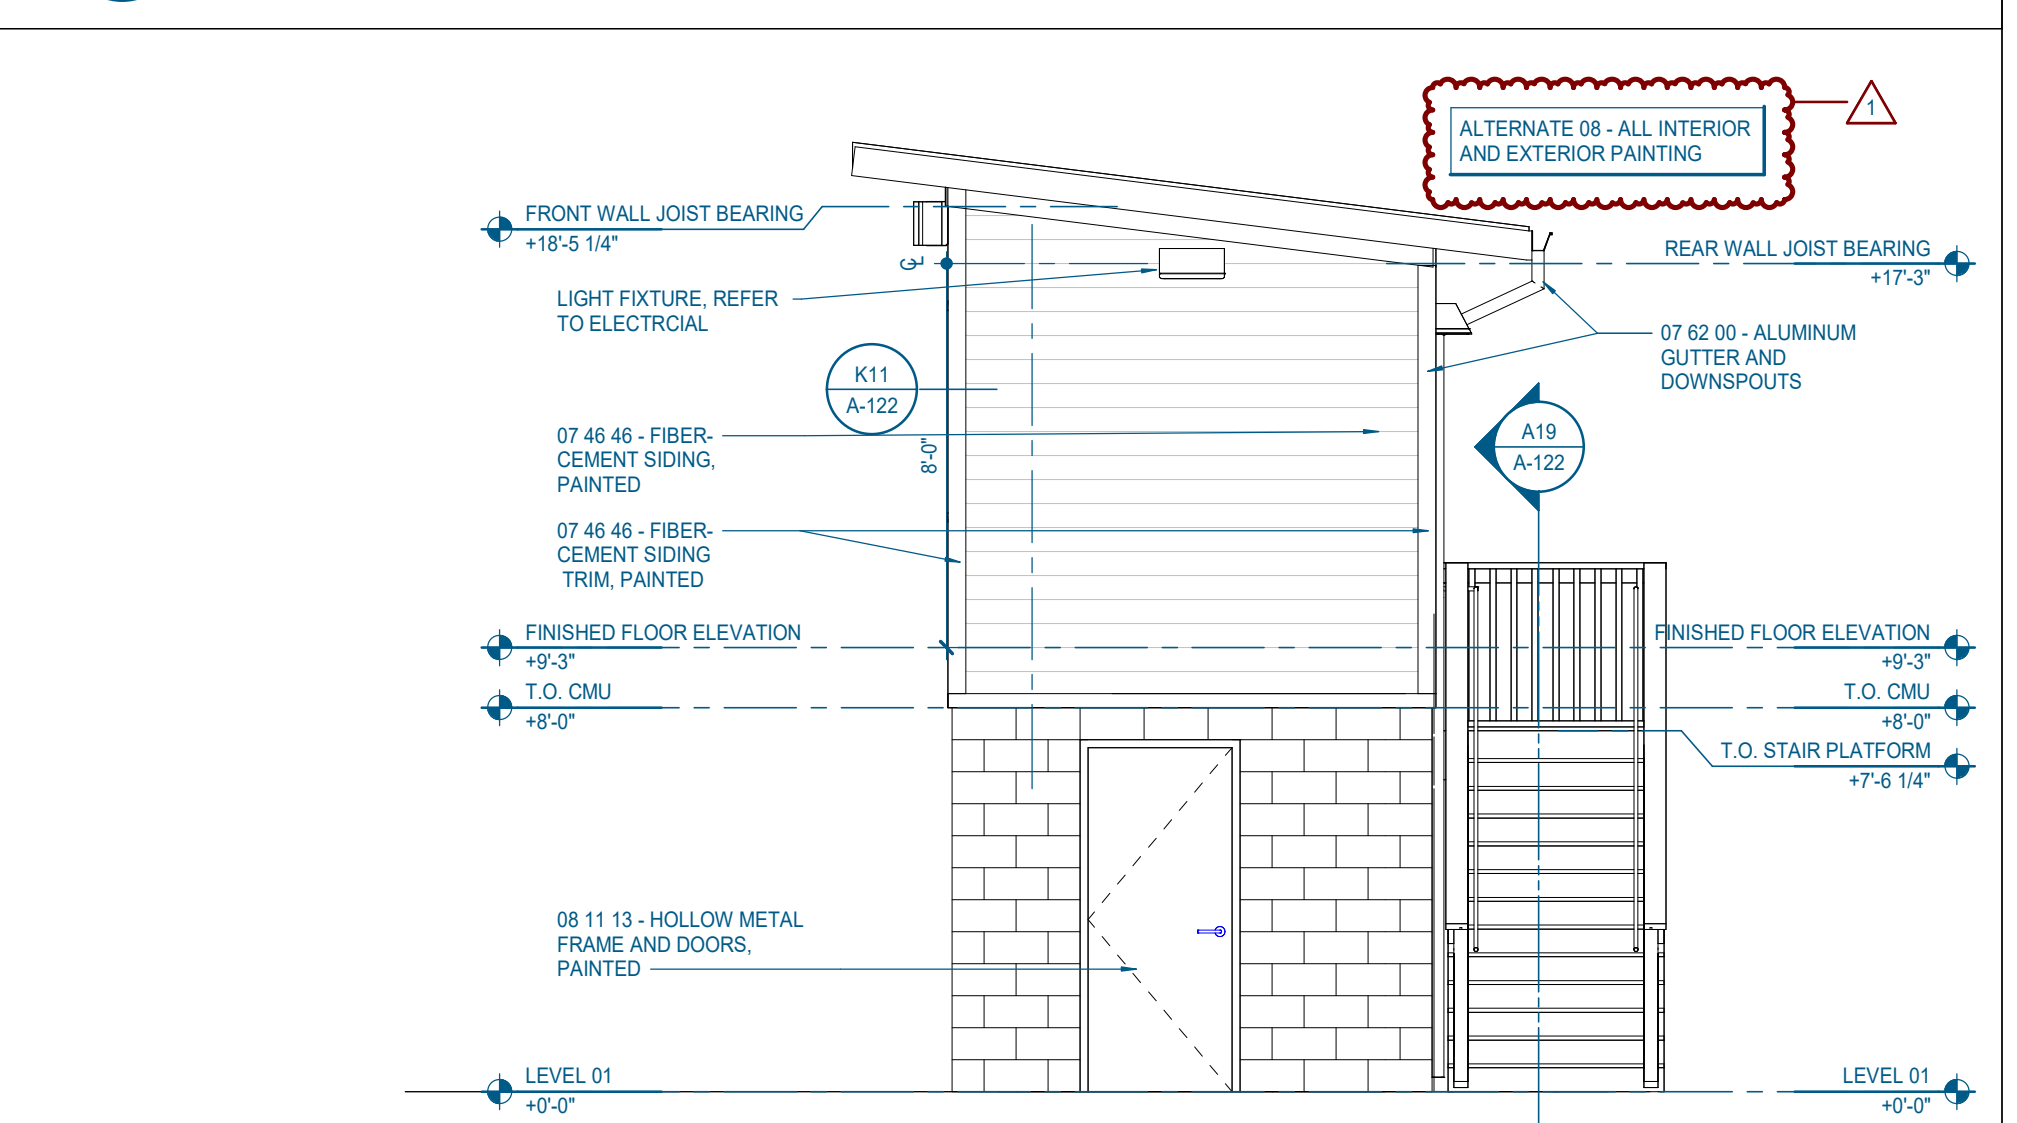 ALTERNATE 08 - ALL INTERIOR
AND EXTERIOR PAINTING
1
FRONT WALL JOIST BEARING
+18'-5 1/4"
REAR WALL JOIST BEARING
+17'-3"
℄
LIGHT FIXTURE, REFER
TO ELECTRCIAL
07 62 00 - ALUMINUM
GUTTER AND
DOWNSPOUTS
K11
A-122
A19
A-122
07 46 46 - FIBER-
CEMENT SIDING,
PAINTED
8'-0"
07 46 46 - FIBER-
CEMENT SIDING
TRIM, PAINTED
FINISHED FLOOR ELEVATION
+9'-3"
FINISHED FLOOR ELEVATION
+9'-3"
T.O. CMU
+8'-0"
T.O. CMU
+8'-0"
T.O. STAIR PLATFORM
+7'-6 1/4"
08 11 13 - HOLLOW METAL
FRAME AND DOORS,
PAINTED
LEVEL 01
+0'-0"
LEVEL 01
+0'-0"